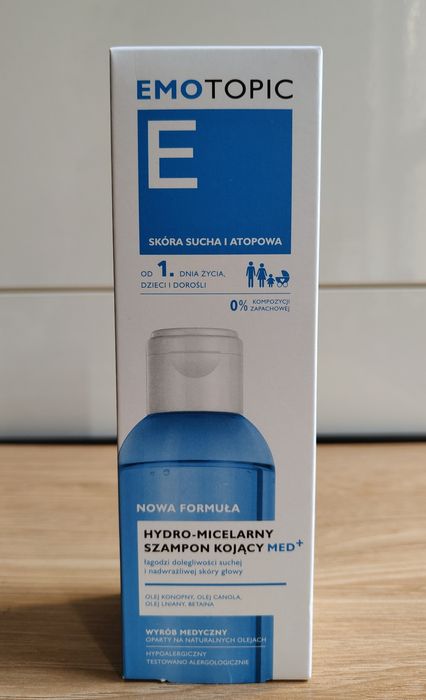 EMOTOPIC
E
SKÓRA SUCHA I ATOPOWA
OD 1. DNIA ŻYCIA,
DZIECI I DOROŚLI
0% KOMPOZYCJI
ZAPACHOWEJ
NOWA FORMUŁA
HYDRO-MICELARNY
SZAMPON KOJĄCY MED+
łagodzi dolegliwości suchej
i nadwrażliwej skóry głowy
OLEJ KONOPNY, OLEJ CANOLA,
OLEJ LNIANY, BETAINA
WYRÓB MEDYCZNY
OPARTY NA NATURALNYCH OLEJACH
HYPOALERGICZNY
TESTOWANO ALERGOLOGICZNIE